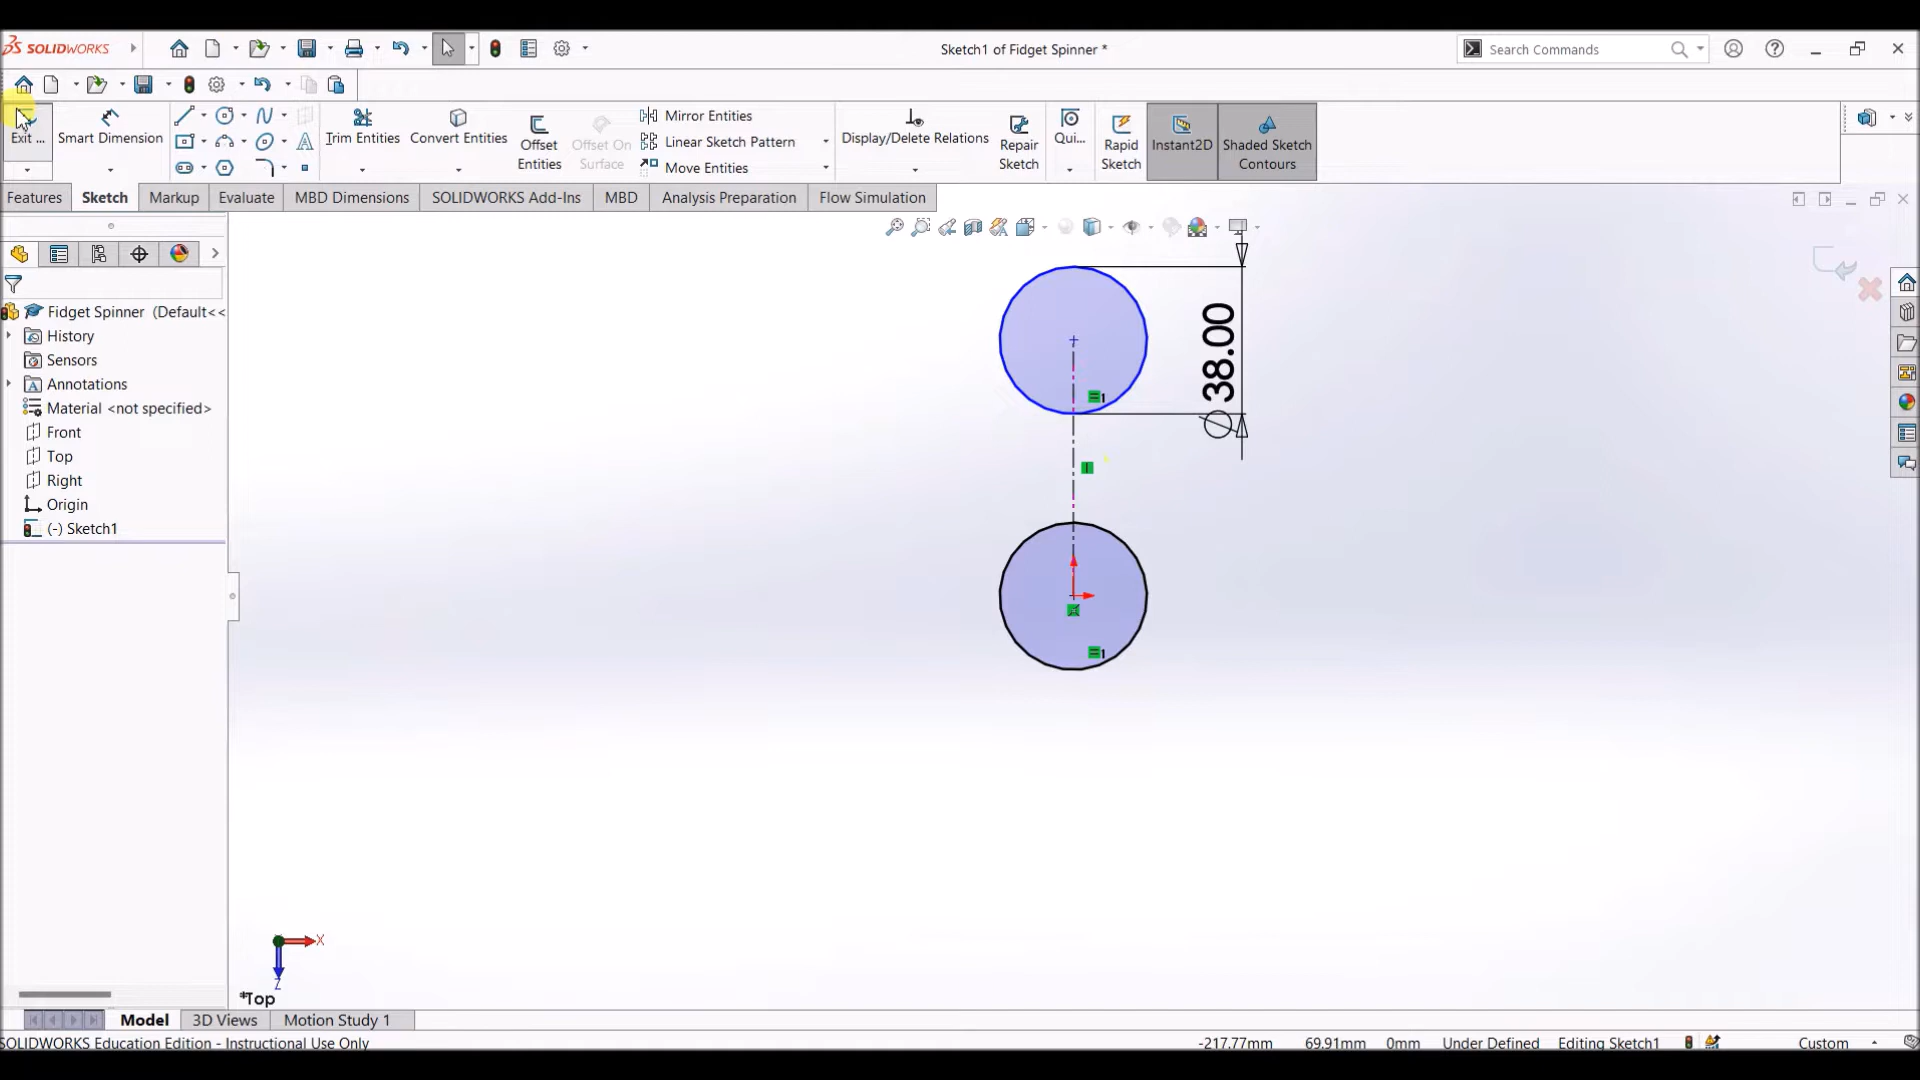 SOLIDWORKS
Sketch1 of Fidget Spinner *
Search Commands
Exit ...
Smart Dimension
Trim Entities
Convert Entities
Offset Entities
Offset On Surface
Mirror Entities
Linear Sketch Pattern
Move Entities
Display/Delete Relations
Repair Sketch
Qui...
Rapid Sketch
Instant2D
Shaded Sketch Contours
Features
Sketch
Markup
Evaluate
MBD Dimensions
SOLIDWORKS Add-Ins
MBD
Analysis Preparation
Flow Simulation
Fidget Spinner (Default<<
History
Sensors
Annotations
Material <not specified>
Front
Top
Right
Origin
(-) Sketch1
∅ 38.00
1
1
X
Z
*Top
Model
3D Views
Motion Study 1
SOLIDWORKS Education Edition - Instructional Use Only
-217.77mm
69.91mm
0mm
Under Defined
Editing Sketch1
Custom